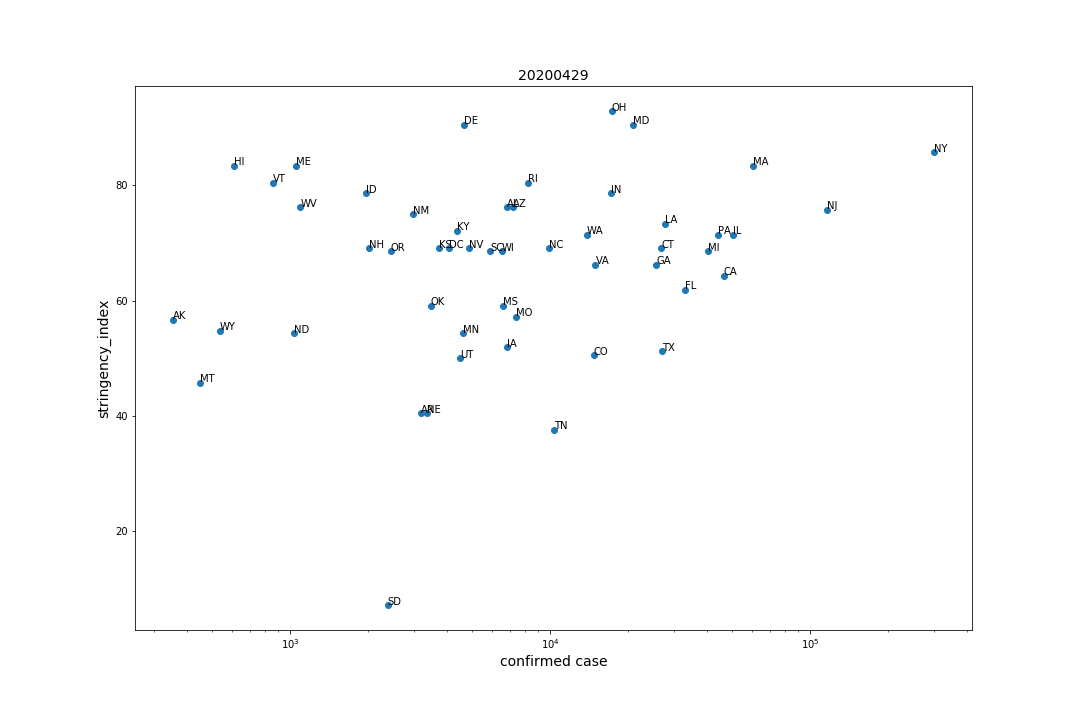 20200429
stringency_index
80
60
40
20
OH
DE
MD
NY
HI
ME
MA
VT
RI
ID
IN
WV
AL
AZ
NJ
NM
LA
KY
WA
PA
IL
NH
OR
KS
DC
NV
SC
WI
NC
CT
MI
VA
GA
CA
FL
OK
MS
MO
AK
WY
ND
MN
IA
UT
CO
TX
MT
AR
NE
TN
SD
10³
10⁴
10⁵
confirmed case